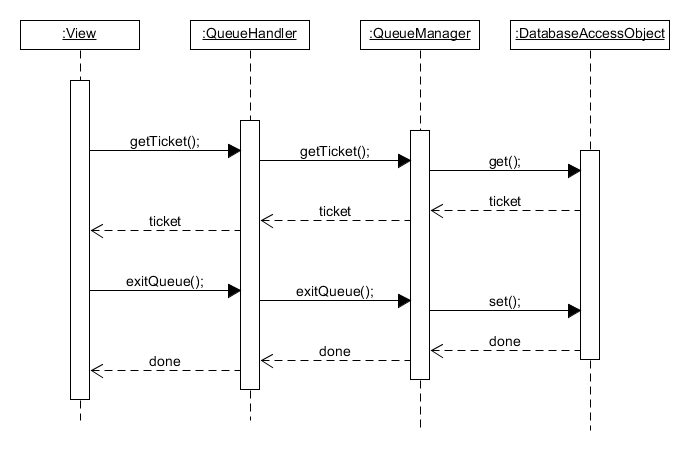 :View
:QueueHandler
:QueueManager
:DatabaseAccessObject
getTicket();
getTicket();
get();
ticket
ticket
ticket
exitQueue();
exitQueue();
set();
done
done
done